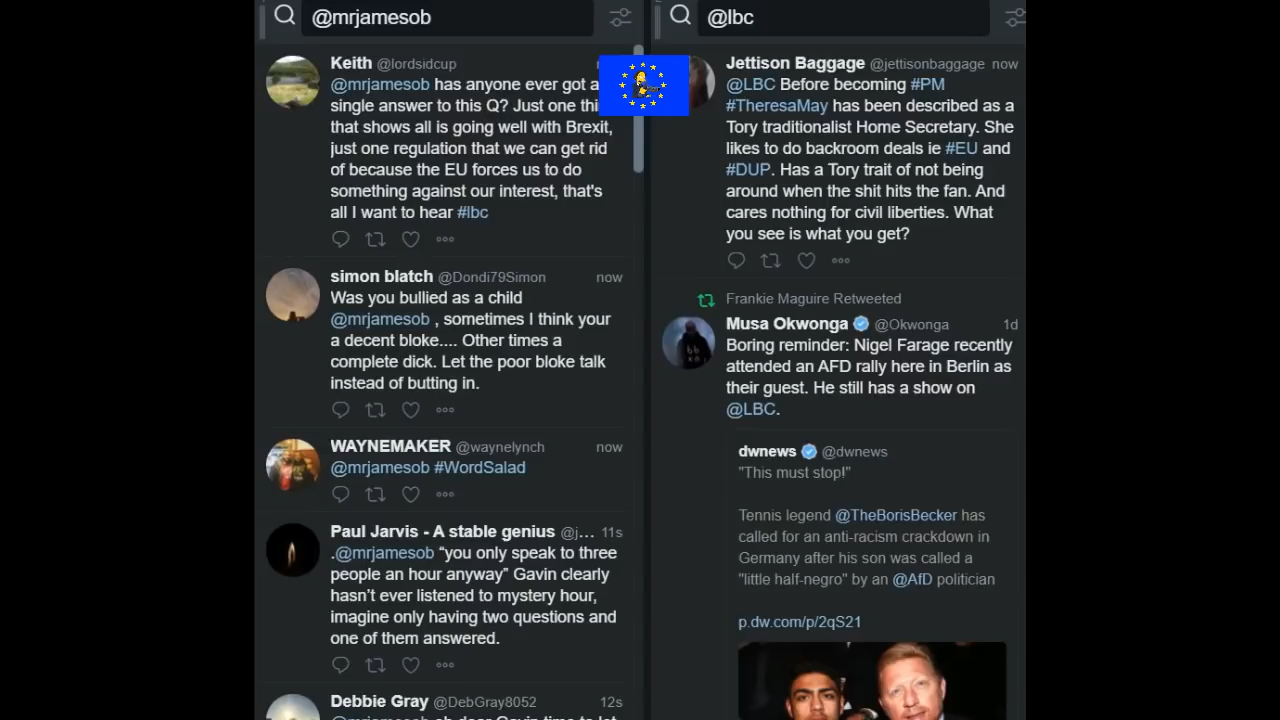 @mrjamesob
Keith @lordsidcup
@mrjamesob has anyone ever got a
single answer to this Q? Just one
that shows all is going well with Brexit,
just one regulation that we can get rid
of because the EU forces us to do
something against our interest, that's
all I want to hear #lbc
simon blatch @Dondi79Simon now
Was you bullied as a child
@mrjamesob , sometimes I think your
a decent bloke.... Other times a
complete dick. Let the poor bloke talk
instead of butting in.
WAYNEMAKER @waynelynch now
@mrjamesob #WordSalad
Paul Jarvis - A stable genius @j... 11s
.@mrjamesob “you only speak to three
people an hour anyway” Gavin clearly
hasn’t ever listened to mystery hour,
imagine only having two questions and
one of them answered.
Debbie Gray @DebGray8052 12s
@mrjamesob oh dear Gavin time to let
@lbc
Jettison Baggage @jettisonbaggage now
@LBC Before becoming #PM
#TheresaMay has been described as a
Tory traditionalist Home Secretary. She
likes to do backroom deals ie #EU and
#DUP. Has a Tory trait of not being
around when the shit hits the fan. And
cares nothing for civil liberties. What
you see is what you get?
Frankie Maguire Retweeted
Musa Okwonga @Okwonga 1d
Boring reminder: Nigel Farage recently
attended an AFD rally here in Berlin as
their guest. He still has a show on
@LBC.
dwnews @dwnews
"This must stop!"
Tennis legend @TheBorisBecker has
called for an anti-racism crackdown in
Germany after his son was called a
"little half-negro" by an @AfD politician
p.dw.com/p/2qS21